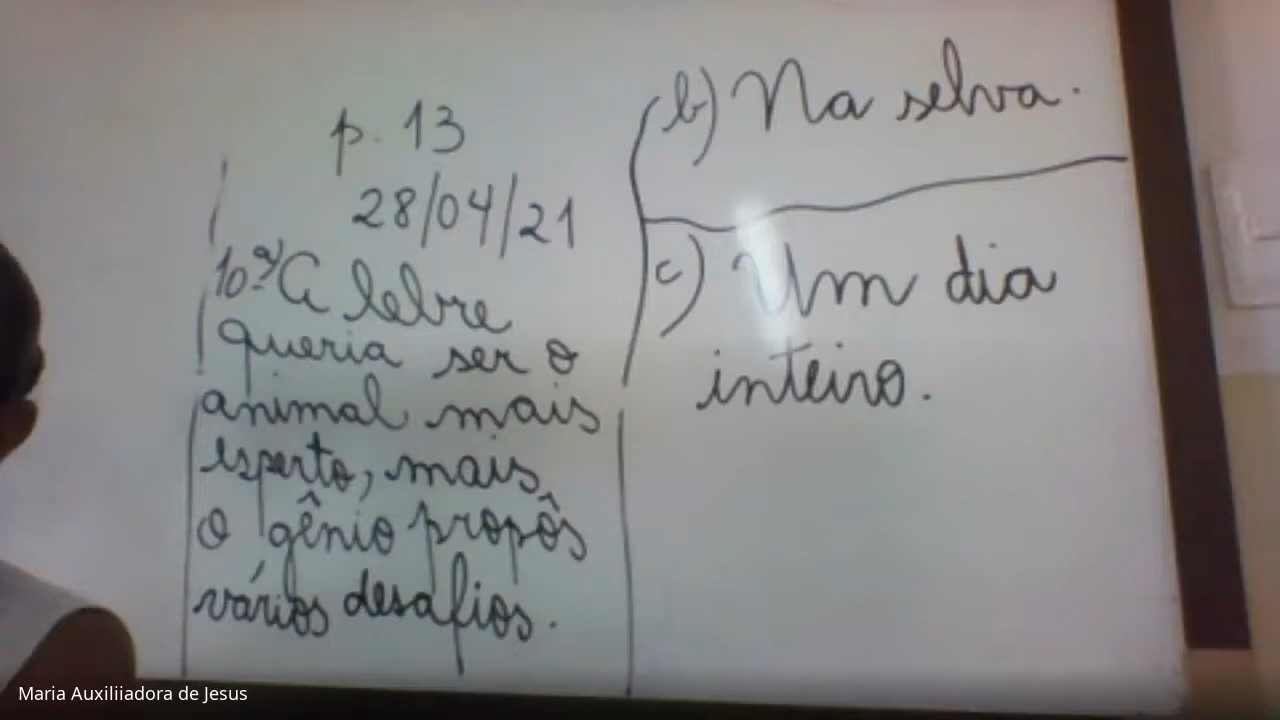 p. 13
28/04/21
10ª) A lebre
queria ser o
animal mais
esperto, mais
o gênio propôs
vários desafios.
b) Na selva.
c) Um dia
inteiro.
Maria Auxiliiadora de Jesus